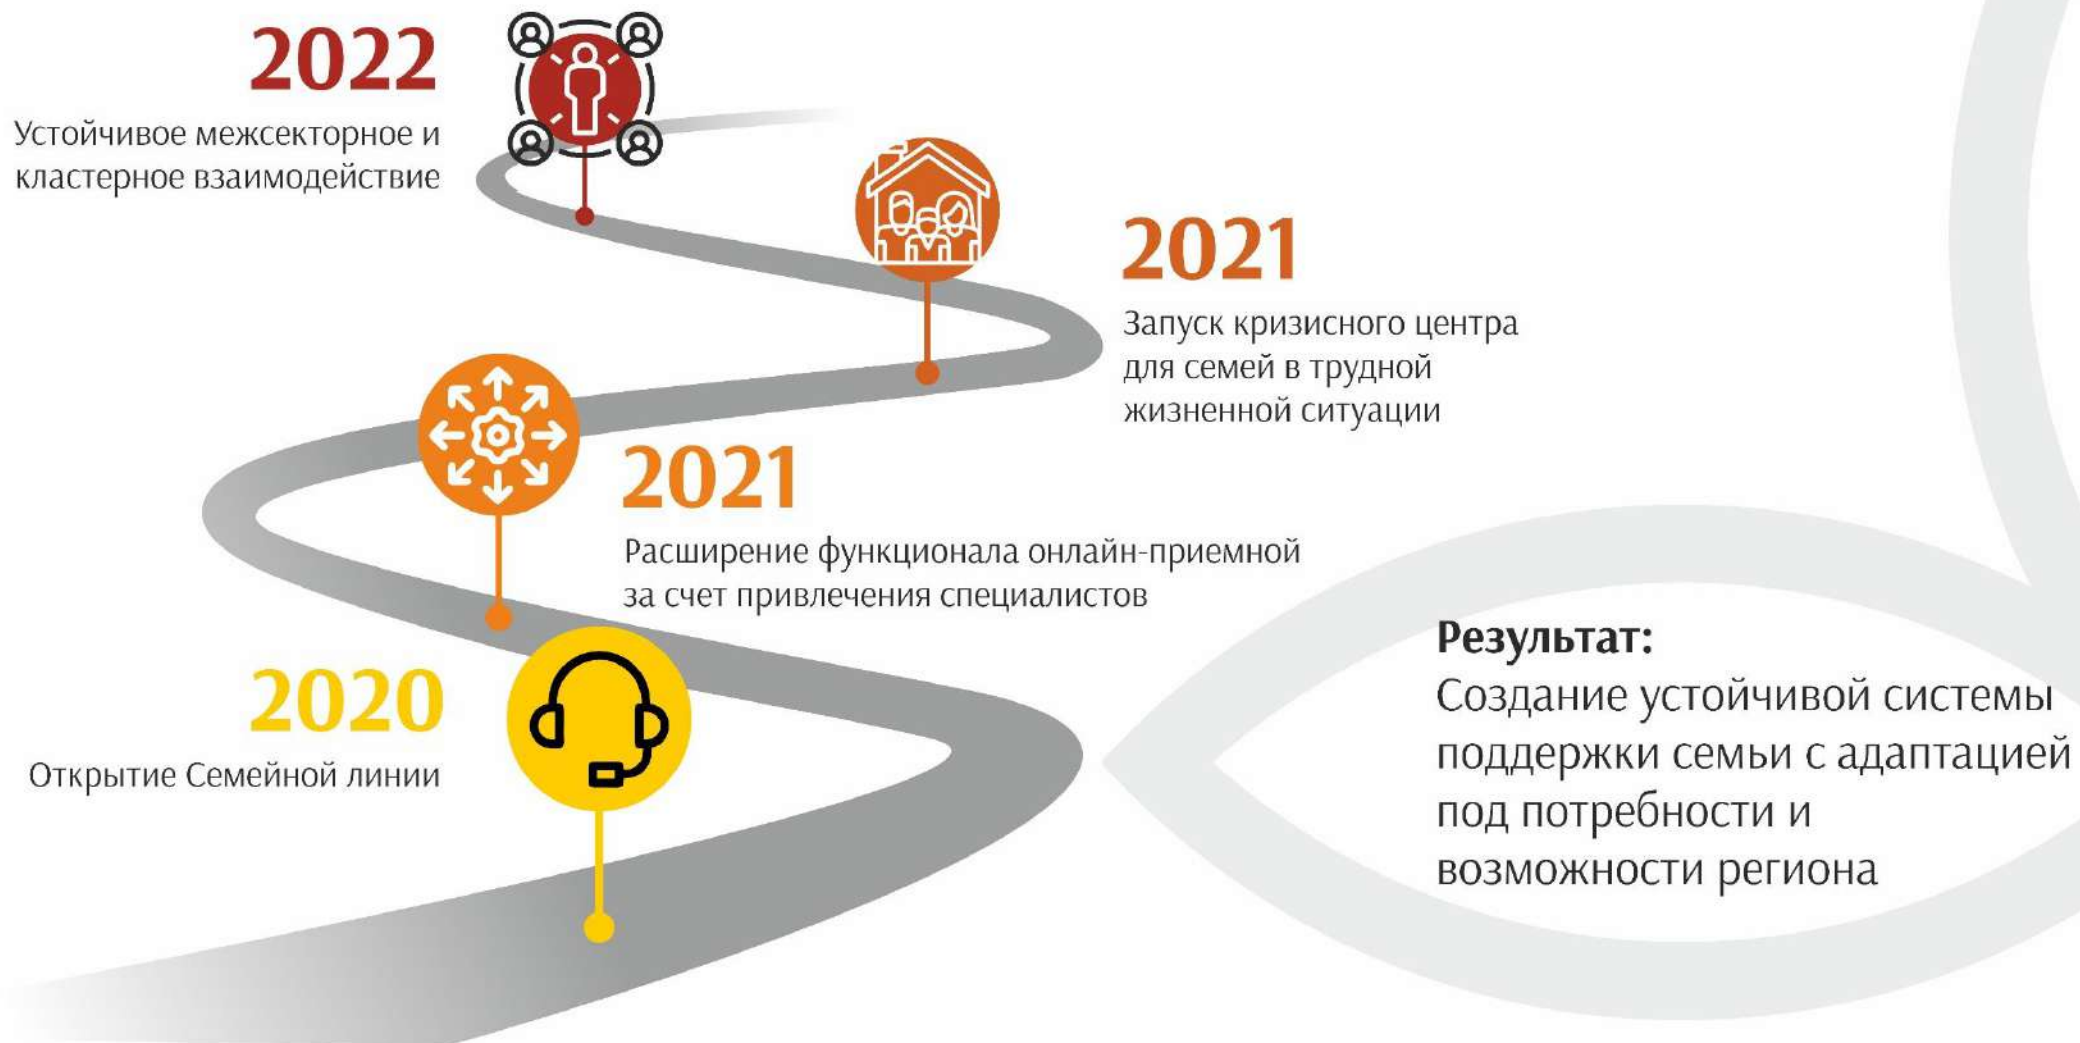 2022
Устойчивое межсекторное и
кластерное взаимодействие
2021
Запуск кризисного центра
для семей в трудной
жизненной ситуации
2021
Расширение функционала онлайн-приемной
за счет привлечения специалистов
2020
Открытие Семейной линии
Результат:
Создание устойчивой системы
поддержки семьи с адаптацией
под потребности и
возможности региона